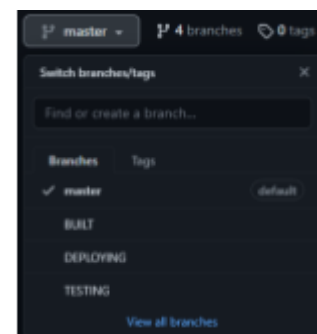 master 4 branches 0 tags
Switch branches/tags
Find or create a branch...
Branches Tags
master default
BUILT
DEPLOYING
TESTING
View all branches